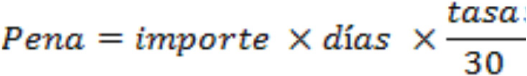 Pena = importe × días × tasa
30